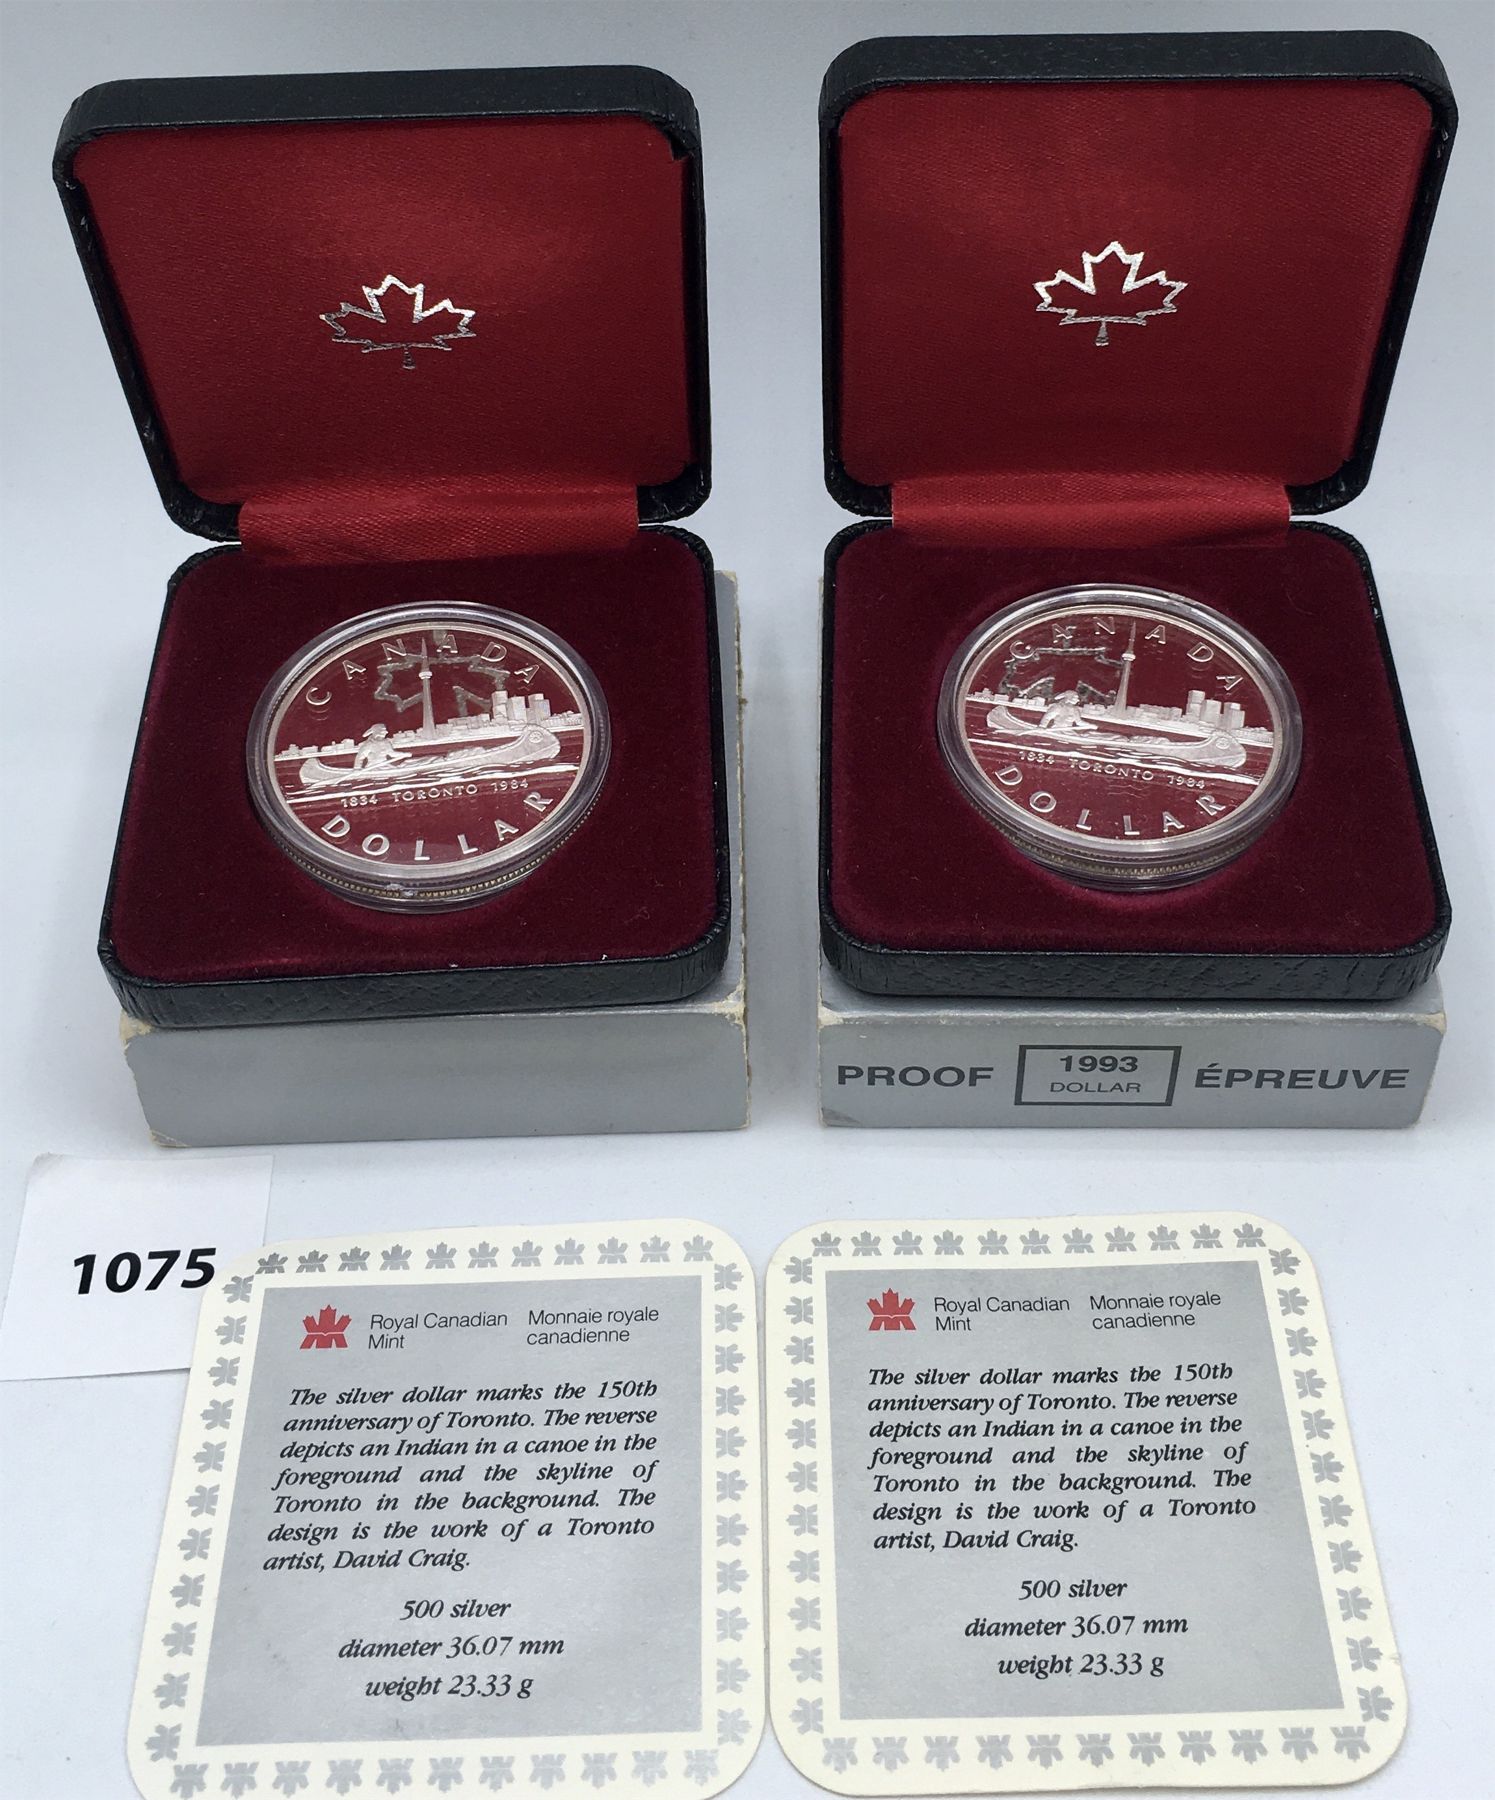 CANADA
1834 TORONTO 1984
DOLLAR
CANADA
1834 TORONTO 1984
DOLLAR
PROOF
1993
DOLLAR
ÉPREUVE
1075
Royal Canadian
Mint
Monnaie royale
canadienne
The silver dollar marks the 150th
anniversary of Toronto. The reverse
depicts an Indian in a canoe in the
foreground and the skyline of
Toronto in the background. The
design is the work of a Toronto
artist, David Craig.
500 silver
diameter 36.07 mm
weight 23.33 g
Royal Canadian
Mint
Monnaie royale
canadienne
The silver dollar marks the 150th
anniversary of Toronto. The reverse
depicts an Indian in a canoe in the
foreground and the skyline of
Toronto in the background. The
design is the work of a Toronto
artist, David Craig.
500 silver
diameter 36.07 mm
weight 23.33 g